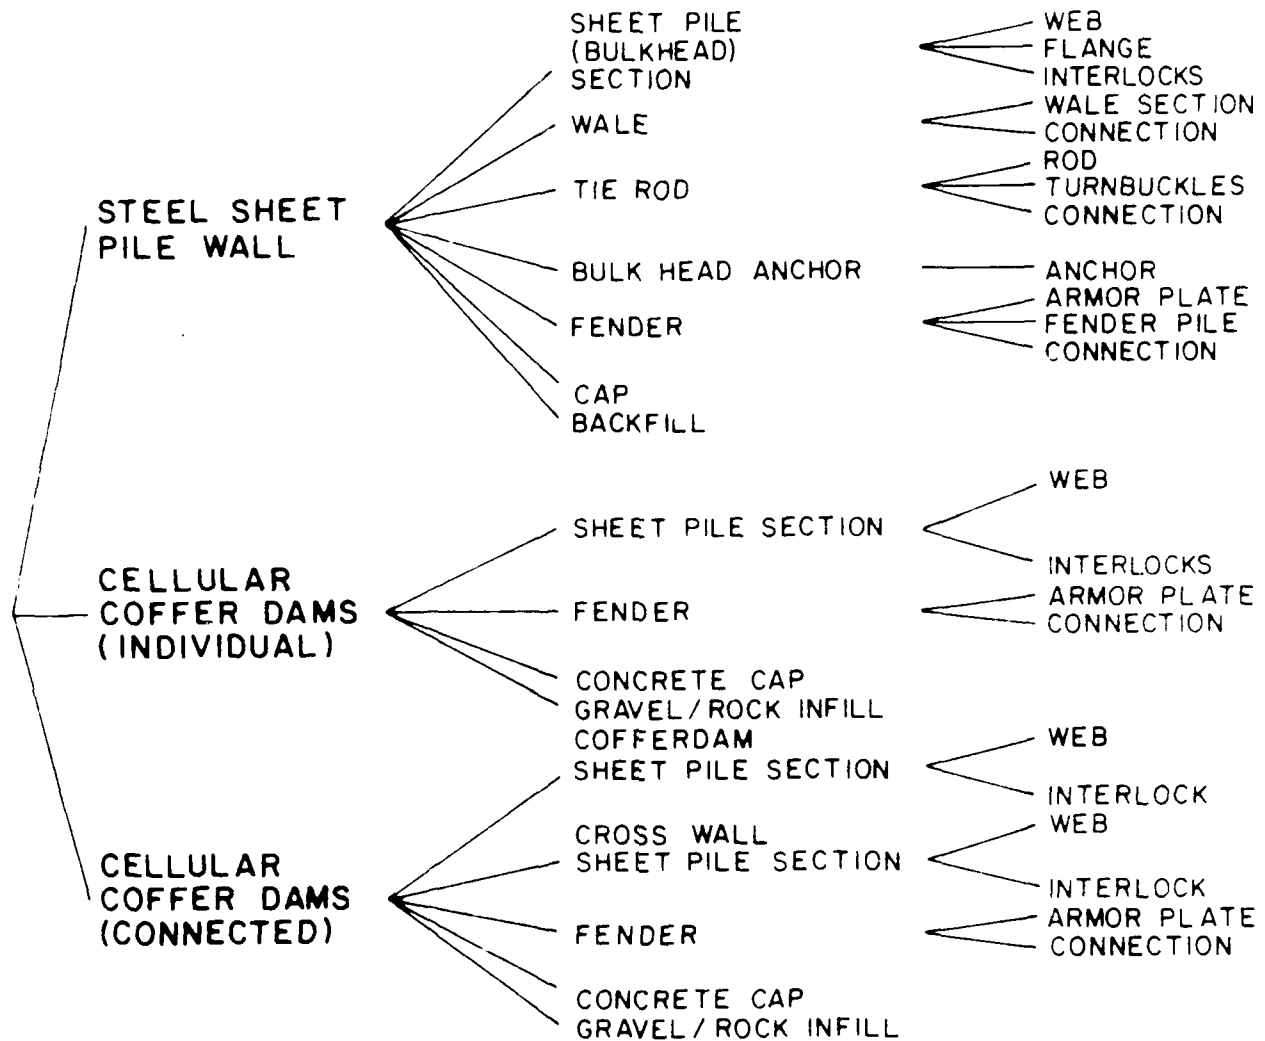 SHEET PILE
(BULKHEAD)
SECTION
WEB
FLANGE
INTERLOCKS
WALE
WALE SECTION
CONNECTION
STEEL SHEET
PILE WALL
TIE ROD
ROD
TURNBUCKLES
CONNECTION
BULK HEAD ANCHOR
ANCHOR
FENDER
ARMOR PLATE
FENDER PILE
CONNECTION
CAP
BACKFILL
CELLULAR
COFFER DAMS
(INDIVIDUAL)
SHEET PILE SECTION
WEB
INTERLOCKS
FENDER
ARMOR PLATE
CONNECTION
CONCRETE CAP
GRAVEL/ROCK INFILL
CELLULAR
COFFER DAMS
(CONNECTED)
COFFERDAM
SHEET PILE SECTION
WEB
INTERLOCK
CROSS WALL
SHEET PILE SECTION
WEB
INTERLOCK
FENDER
ARMOR PLATE
CONNECTION
CONCRETE CAP
GRAVEL/ROCK INFILL